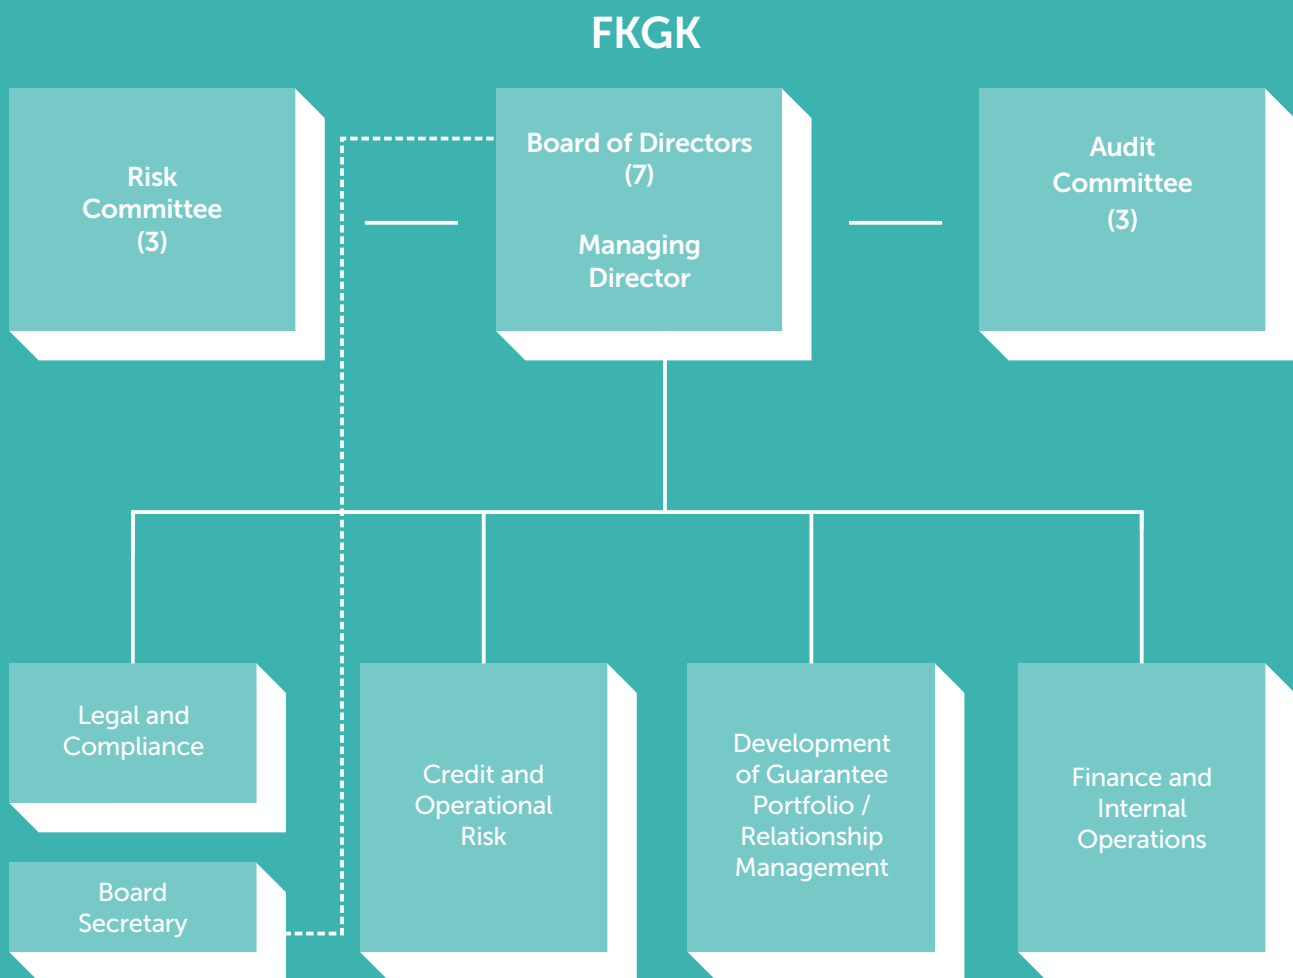 FKGK
Risk
Committee
(3)
Board of Directors
(7)
Managing
Director
Audit
Committee
(3)
Legal and
Compliance
Board
Secretary
Credit and
Operational
Risk
Development
of Guarantee
Portfolio /
Relationship
Management
Finance and
Internal
Operations